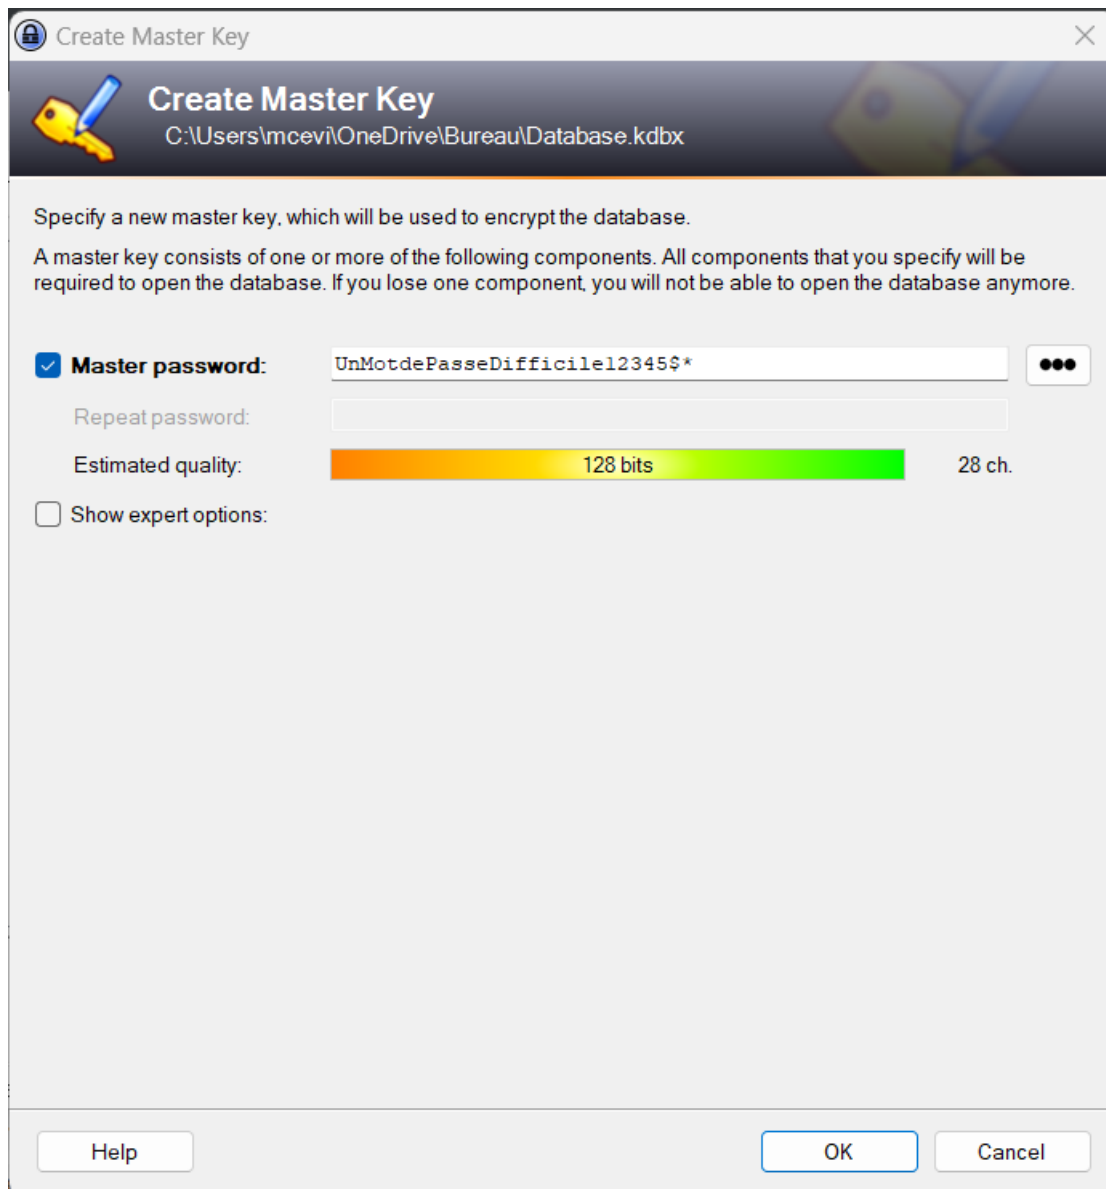 Create Master Key
Create Master Key
C:\Users\mcevi\OneDrive\Bureau\Database.kdbx
Specify a new master key, which will be used to encrypt the database.
A master key consists of one or more of the following components. All components that you specify will be
required to open the database. If you lose one component, you will not be able to open the database anymore.
Master password: UnMotdePasseDifficile12345$*
Repeat password:
Estimated quality: 128 bits 28 ch.
Show expert options:
Help OK Cancel